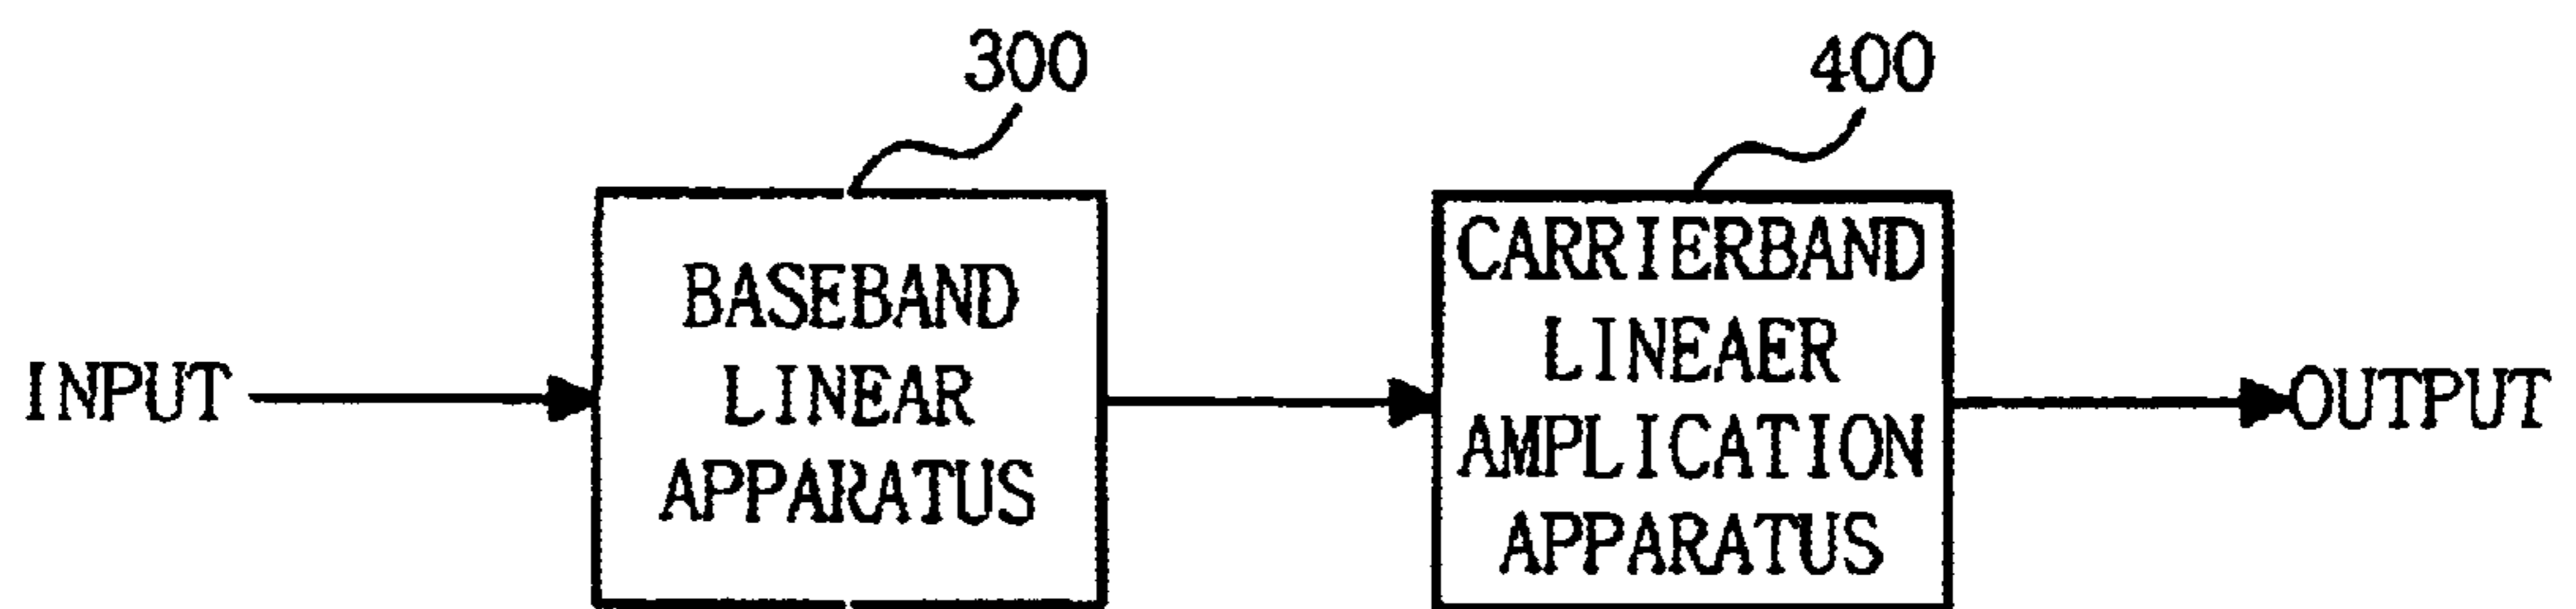 300
400
BASEBAND
LINEAR
APPARATUS
CARRIERBAND
LINEAER
AMPLICATION
APPARATUS
INPUT
OUTPUT